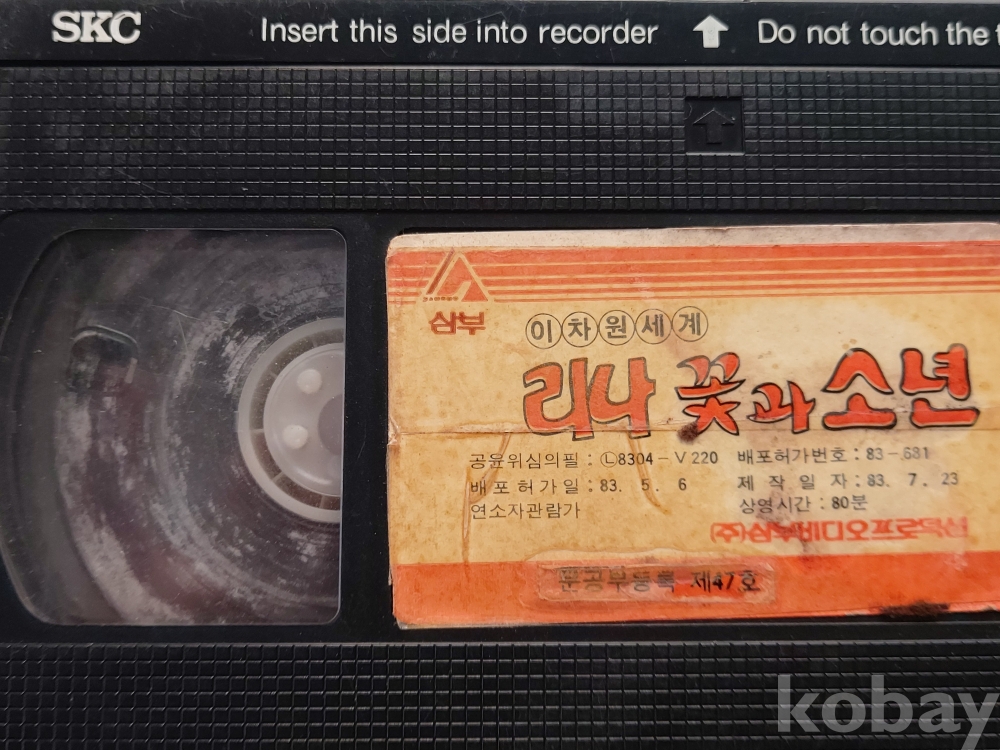 SKC Insert this side into recorder Do not touch the t
삼부
이차원세계
리나 꽃과 소년
공윤위심의필 : Ⓛ8304-V220 배포허가번호 : 83-681
배포허가일 : 83. 5. 6 제작일자 : 83. 7. 23
연소자관람가 상영시간 : 80분
(주)삼부비디오프로덕션
문공부등록 제47호
kobay